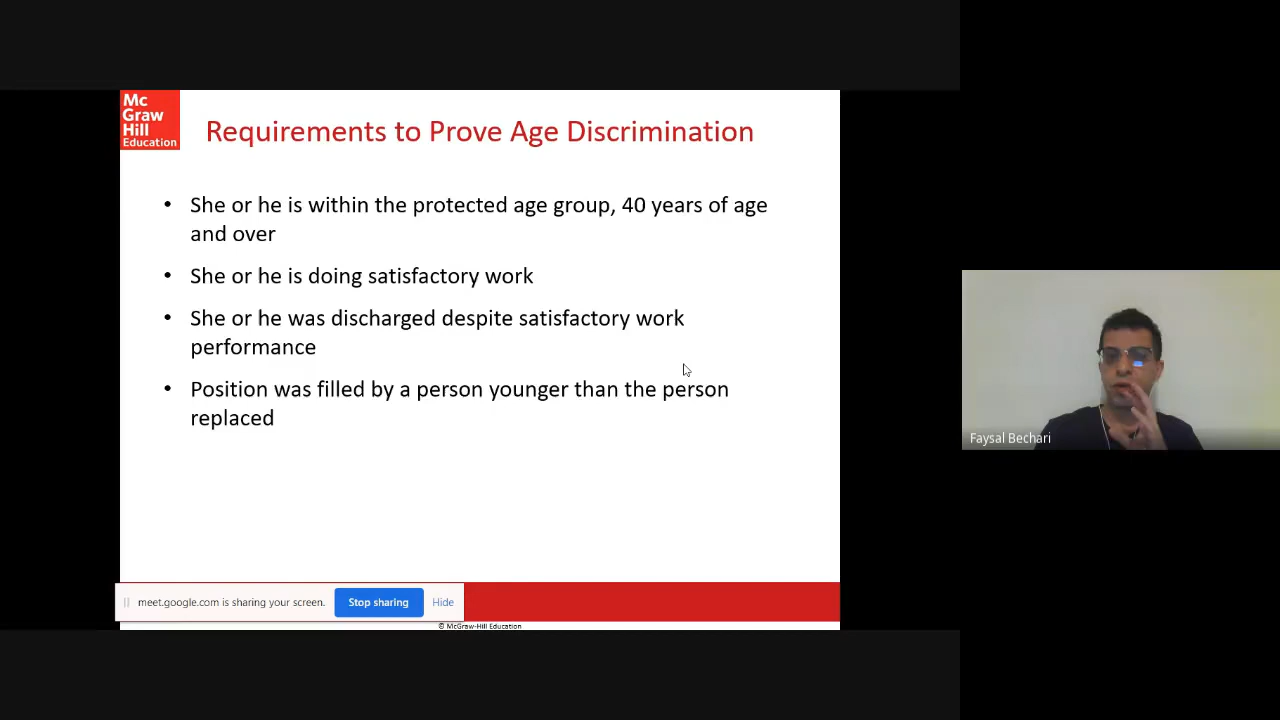 Mc
Graw
Hill
Education
Requirements to Prove Age Discrimination
• She or he is within the protected age group, 40 years of age
and over
• She or he is doing satisfactory work
• She or he was discharged despite satisfactory work
performance
• Position was filled by a person younger than the person
replaced
Faysal Bechari
meet.google.com is sharing your screen.
Stop sharing
Hide
© McGraw-Hill Education